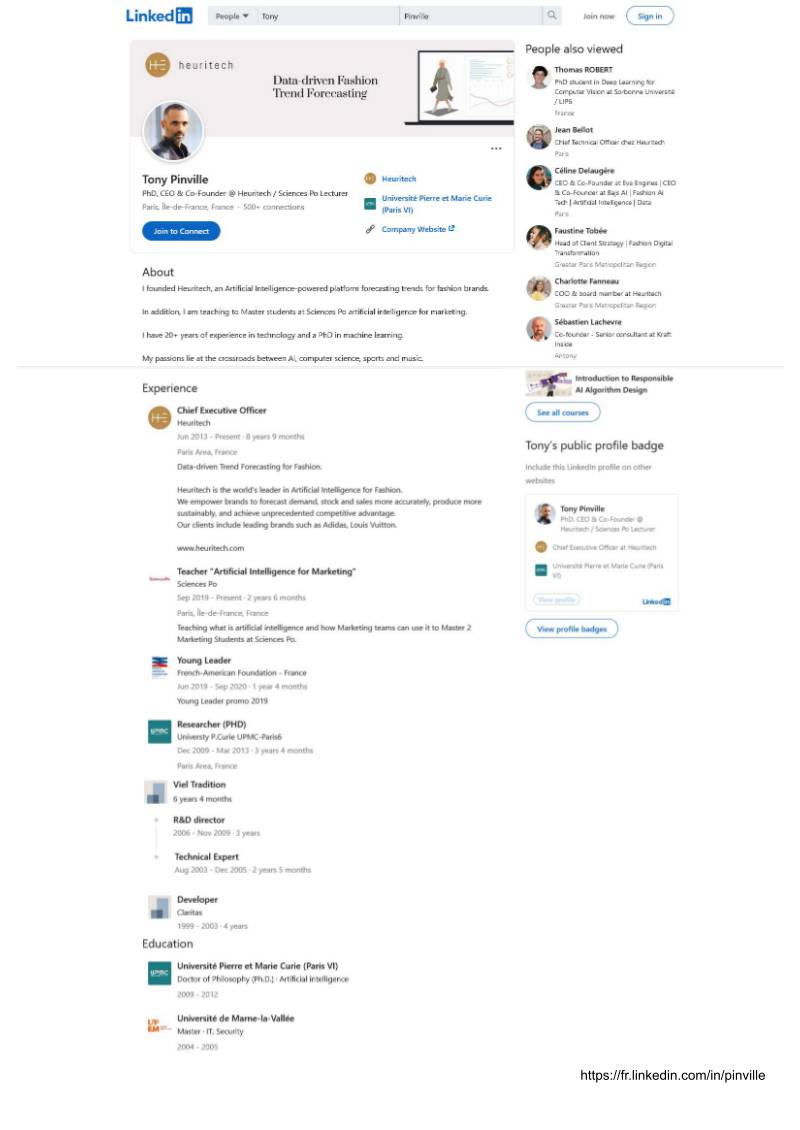 LinkedIn
People
Tony
Pinville
Join now
Sign in
heuritech
Data-driven Fashion
Trend Forecasting
Tony Pinville
PhD, CEO & Co-Founder @ Heuritech / Sciences Po Lecturer
Paris, Île-de-France, France · 500+ connections
Join to Connect
Heuritech
Université Pierre et Marie Curie
(Paris VI)
Company Website
About
I founded Heuritech, an Artificial Intelligence-powered platform forecasting trends for fashion brands.
In addition, I am teaching to Master students at Sciences Po artificial intelligence for marketing.
I have 20+ years of experience in technology and a PhD in machine learning.
My passions lie at the crossroads between AI, computer science, sports and music.
Experience
Chief Executive Officer
Heuritech
Jun 2013 - Present · 8 years 9 months
Paris Area, France
Data-driven Trend Forecasting for Fashion.
Heuritech is the world's leader in Artificial Intelligence for Fashion.
We empower brands to forecast demand, stock and sales more accurately, produce more
sustainably, and achieve unprecedented competitive advantage.
Our clients include leading brands such as Adidas, Louis Vuitton.
www.heuritech.com
Teacher "Artificial Intelligence for Marketing"
Sciences Po
Sep 2019 - Present · 2 years 6 months
Paris, Île-de-France, France
Teaching what is artificial intelligence and how Marketing teams can use it to Master 2
Marketing Students at Sciences Po.
Young Leader
French-American Foundation - France
Jun 2019 - Sep 2020 · 1 year 4 months
Young Leader promo 2019
UPMC
Researcher (PHD)
Universty P.Curie UPMC-Paris6
Dec 2009 - Mar 2013 · 3 years 4 months
Paris Area, France
Viel Tradition
6 years 4 months
R&D director
2006 - Nov 2009 · 3 years
Technical Expert
Aug 2003 - Dec 2005 · 2 years 5 months
Developer
Claritas
1999 - 2003 · 4 years
Education
UPMC
Université Pierre et Marie Curie (Paris VI)
Doctor of Philosophy (Ph.D.) · Artificial intelligence
2009 - 2012
Université de Marne-la-Vallée
Master · IT, Security
2004 - 2005
People also viewed
Thomas ROBERT
PhD student in Deep Learning for
Computer Vision at Sorbonne Université
/ LIP6
France
Jean Bellot
Chief Technical Officer chez Heuritech
Paris
Céline Delaugère
CEO & Co-Founder at Eva Engines | CEO
& Co-Founder at Bajs AI | Fashion AI
Tech | Artificial Intelligence | Data
Paris
Faustine Tobée
Head of Client Strategy | Fashion Digital
Transformation
Greater Paris Metropolitan Region
Charlotte Fanneau
COO & board member at Heuritech
Greater Paris Metropolitan Region
Sébastien Lachevre
Co-founder - Senior consultant at Kraft
Inside
Antony
Introduction to Responsible
AI Algorithm Design
See all courses
Tony's public profile badge
Include this LinkedIn profile on other
websites
Tony Pinville
PhD, CEO & Co-Founder @
Heuritech / Sciences Po Lecturer
Chief Executive Officer at Heuritech
Université Pierre et Marie Curie (Paris
VI)
View profile
LinkedIn
View profile badges
https://fr.linkedin.com/in/pinville